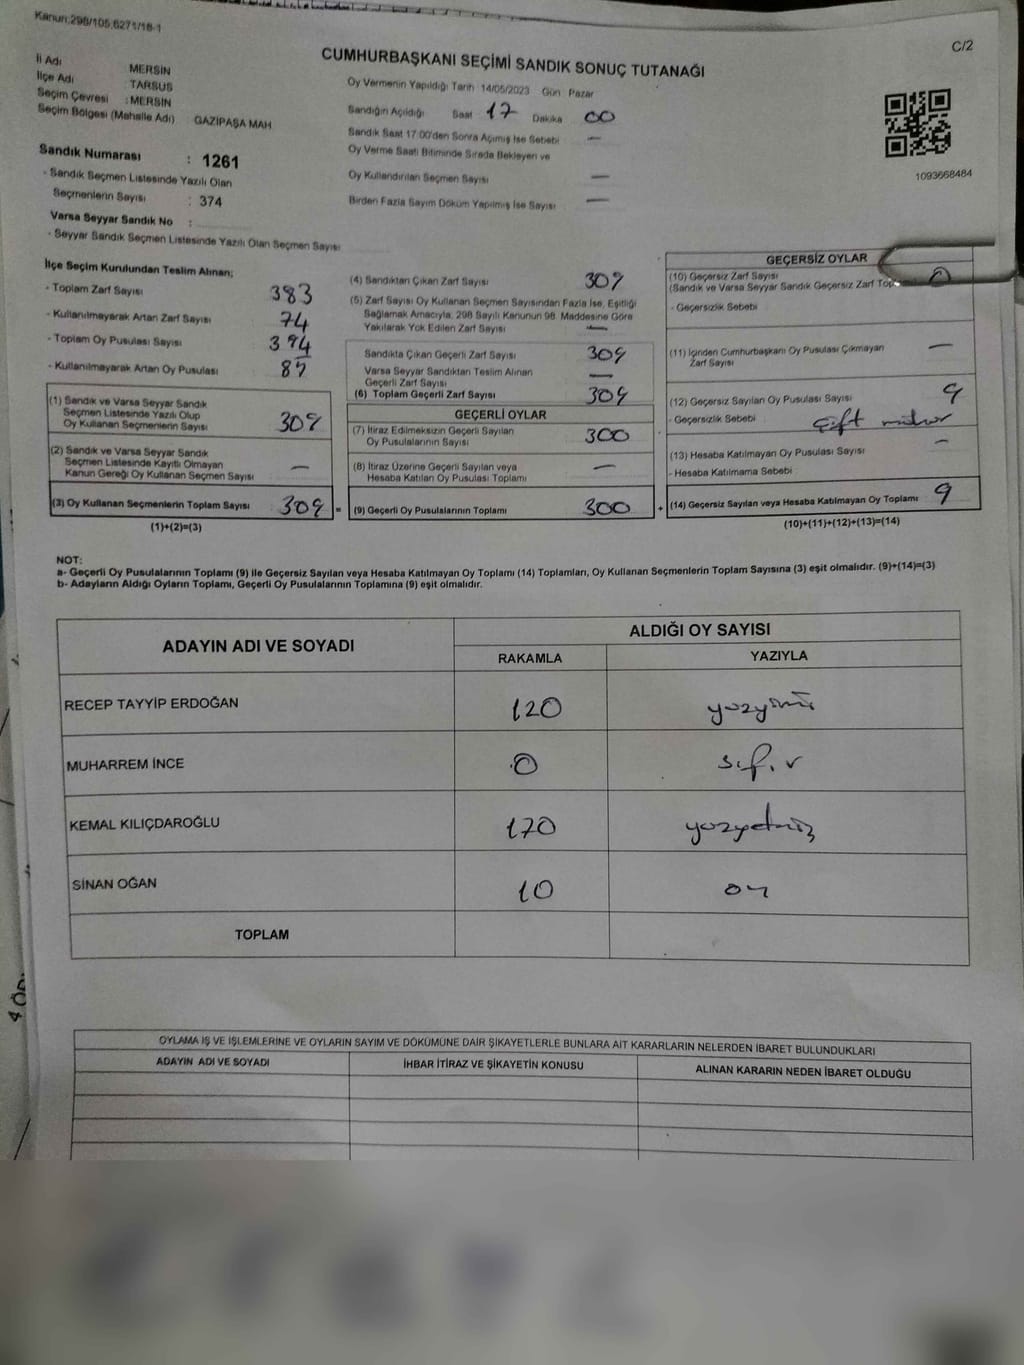 Kanun:298/105,6271/18-1
C/2
CUMHURBAŞKANI SEÇİMİ SANDIK SONUÇ TUTANAĞI
İl Adı MERSİN
İlçe Adı TARSUS
Seçim Çevresi : MERSİN
Seçim Bölgesi (Mahalle Adı) GAZİPAŞA MAH
Sandık Numarası : 1261
- Sandık Seçmen Listesinde Yazılı Olan
Seçmenlerin Sayısı : 374
Varsa Seyyar Sandık No :
- Seyyar Sandık Seçmen Listesinde Yazılı Olan Seçmen Sayısı
Oy Vermenin Yapıldığı Tarih 14/05/2023 Gün Pazar
Sandığın Açıldığı Saat 17 Dakika 00
Sandık Saat 17:00'den Sonra Açımış İse Sebebi —
Oy Verme Saati Bitiminde Sırada Bekleyen ve
Oy Kullandırılan Seçmen Sayısı —
Birden Fazla Sayım Döküm Yapılmış İse Sayısı —
1093668484
İlçe Seçim Kurulundan Teslim Alınan;
- Toplam Zarf Sayısı 383
- Kullanılmayarak Artan Zarf Sayısı 74
- Toplam Oy Pusulası Sayısı 394
- Kullanılmayarak Artan Oy Pusulası 85
(1) Sandık ve Varsa Seyyar Sandık
Seçmen Listesinde Yazılı Olup
Oy Kullanan Seçmenlerin Sayısı 309
(2) Sandık ve Varsa Seyyar Sandık
Seçmen Listesinde Kayıtlı Olmayan
Kanun Gereği Oy Kullanan Seçmen Sayısı —
(3) Oy Kullanan Seçmenlerin Toplam Sayısı 309 =
(1)+(2)=(3)
(4) Sandıktan Çıkan Zarf Sayısı 309
(5) Zarf Sayısı Oy Kullanan Seçmen Sayısından Fazla İse, Eşitliği
Sağlamak Amacıyla, 298 Sayılı Kanunun 98. Maddesine Göre
Yakılarak Yok Edilen Zarf Sayısı —
Sandıkta Çıkan Geçerli Zarf Sayısı 309
Varsa Seyyar Sandıktan Teslim Alınan
Geçerli Zarf Sayısı —
(6) Toplam Geçerli Zarf Sayısı 309
GEÇERLİ OYLAR
(7) İtiraz Edilmeksizin Geçerli Sayılan
Oy Pusulalarının Sayısı 300
(8) İtiraz Üzerine Geçerli Sayılan veya
Hesaba Katılan Oy Pusulası Toplamı —
(9) Geçerli Oy Pusulalarının Toplamı 300 +
GEÇERSİZ OYLAR
(10) Geçersiz Zarf Sayısı
(Sandık ve Varsa Seyyar Sandık Geçersiz Zarf 0
- Geçersizlik Sebebi
(11) İçinden Cumhurbaşkanı Oy Pusulası Çıkmayan
Zarf Sayısı —
(12) Geçersiz Sayılan Oy Pusulası Sayısı 9
- Geçersizlik Sebebi Çift mühür
(13) Hesaba Katılmayan Oy Pusulası Sayısı —
- Hesaba Katılmama Sebebi
(14) Geçersiz Sayılan veya Hesaba Katılmayan Oy Toplamı 9
(10)+(11)+(12)+(13)=(14)
NOT:
a- Geçerli Oy Pusulalarının Toplamı (9) ile Geçersiz Sayılan veya Hesaba Katılmayan Oy Toplamı (14) Toplamları, Oy Kullanan Seçmenlerin Toplam Sayısına (3) eşit olmalıdır. (9)+(14)=(3)
b- Adayların Aldığı Oyların Toplamı, Geçerli Oy Pusulalarının Toplamına (9) eşit olmalıdır.
ADAYIN ADI VE SOYADI
ALDIĞI OY SAYISI
RAKAMLA YAZIYLA
RECEP TAYYİP ERDOĞAN 120 yüzyirmi
MUHARREM İNCE 0 sıfır
KEMAL KILIÇDAROĞLU 170 yüzyetmiş
SİNAN OĞAN 10 on
TOPLAM
OYLAMA İŞ VE İŞLEMLERİNE VE OYLARIN SAYIM VE DÖKÜMÜNE DAİR ŞİKAYETLERLE BUNLARA AİT KARARLARIN NELERDEN İBARET BULUNDUKLARI
ADAYIN ADI VE SOYADI İHBAR İTİRAZ VE ŞİKAYETİN KONUSU ALINAN KARARIN NEDEN İBARET OLDUĞU